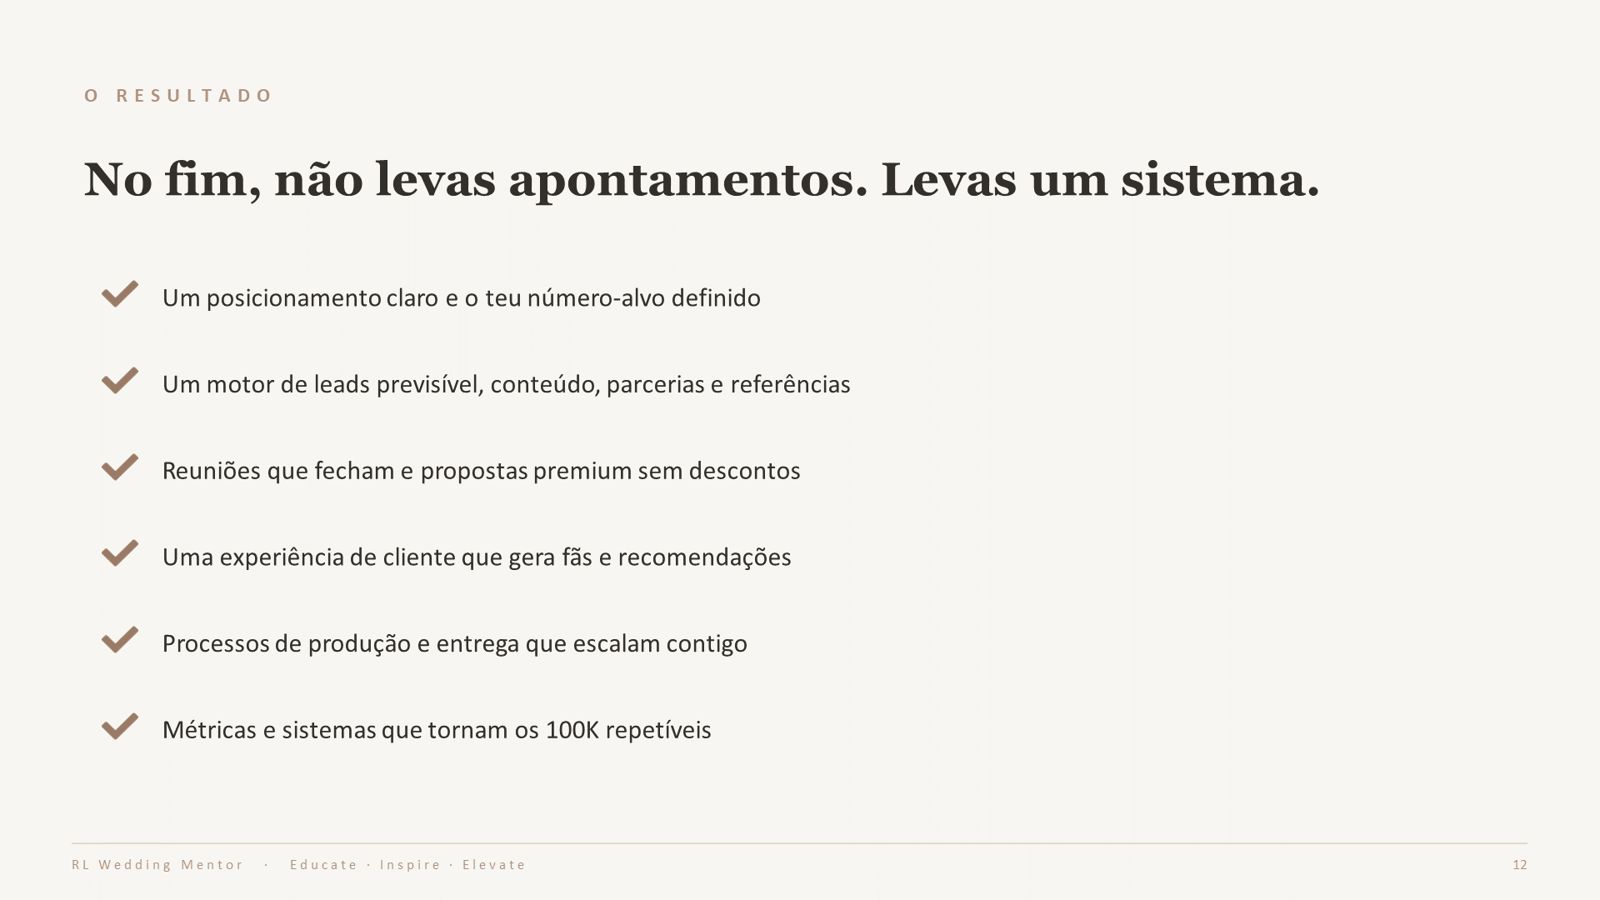 O RESULTADO
No fim, não levas apontamentos. Levas um sistema.
Um posicionamento claro e o teu número-alvo definido
Um motor de leads previsível, conteúdo, parcerias e referências
Reuniões que fecham e propostas premium sem descontos
Uma experiência de cliente que gera fãs e recomendações
Processos de produção e entrega que escalam contigo
Métricas e sistemas que tornam os 100K repetíveis
RL Wedding Mentor · Educate · Inspire · Elevate
12